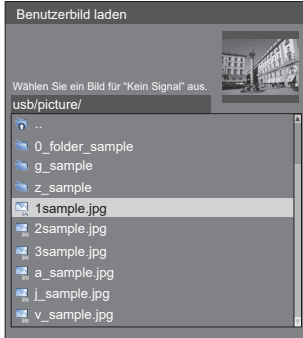 Benutzerbild laden
Wählen Sie ein Bild für “Kein Signal” aus.
usb/picture/
..
0_folder_sample
g_sample
z_sample
1sample.jpg
2sample.jpg
3sample.jpg
a_sample.jpg
j_sample.jpg
v_sample.jpg